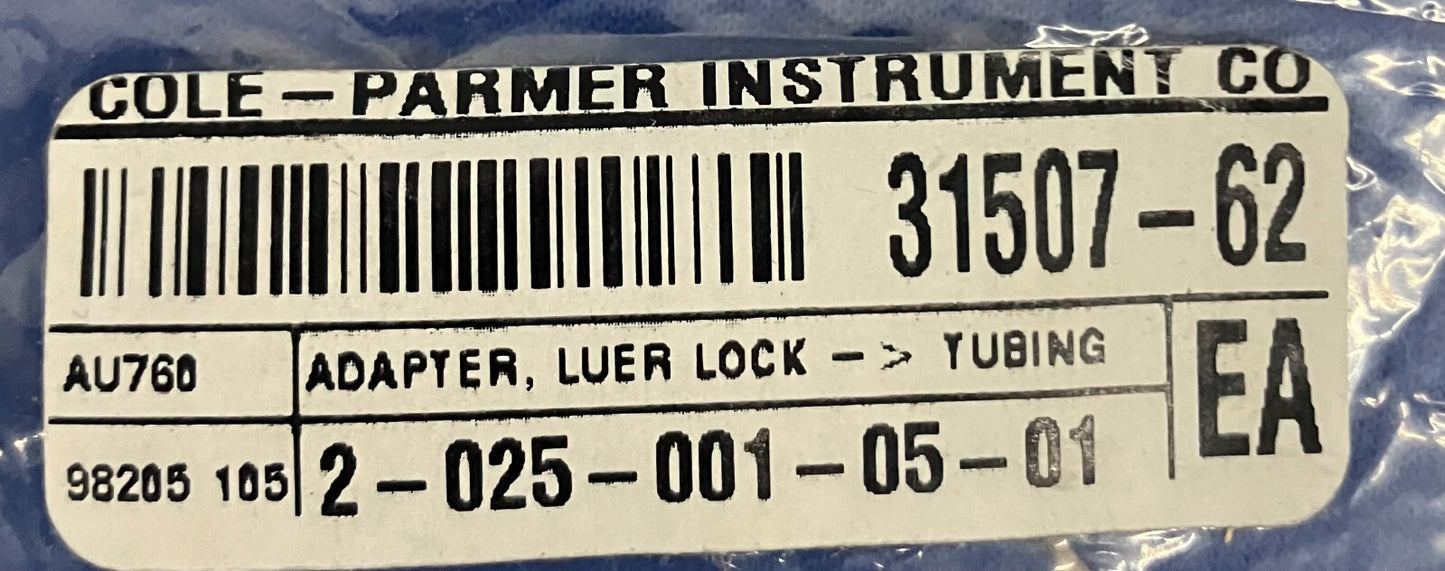 COLE-PARMER INSTRUMENT CO
31507-62
AU760
ADAPTER, LUER LOCK -> TUBING
EA
98205 105
2-025-001-05-01